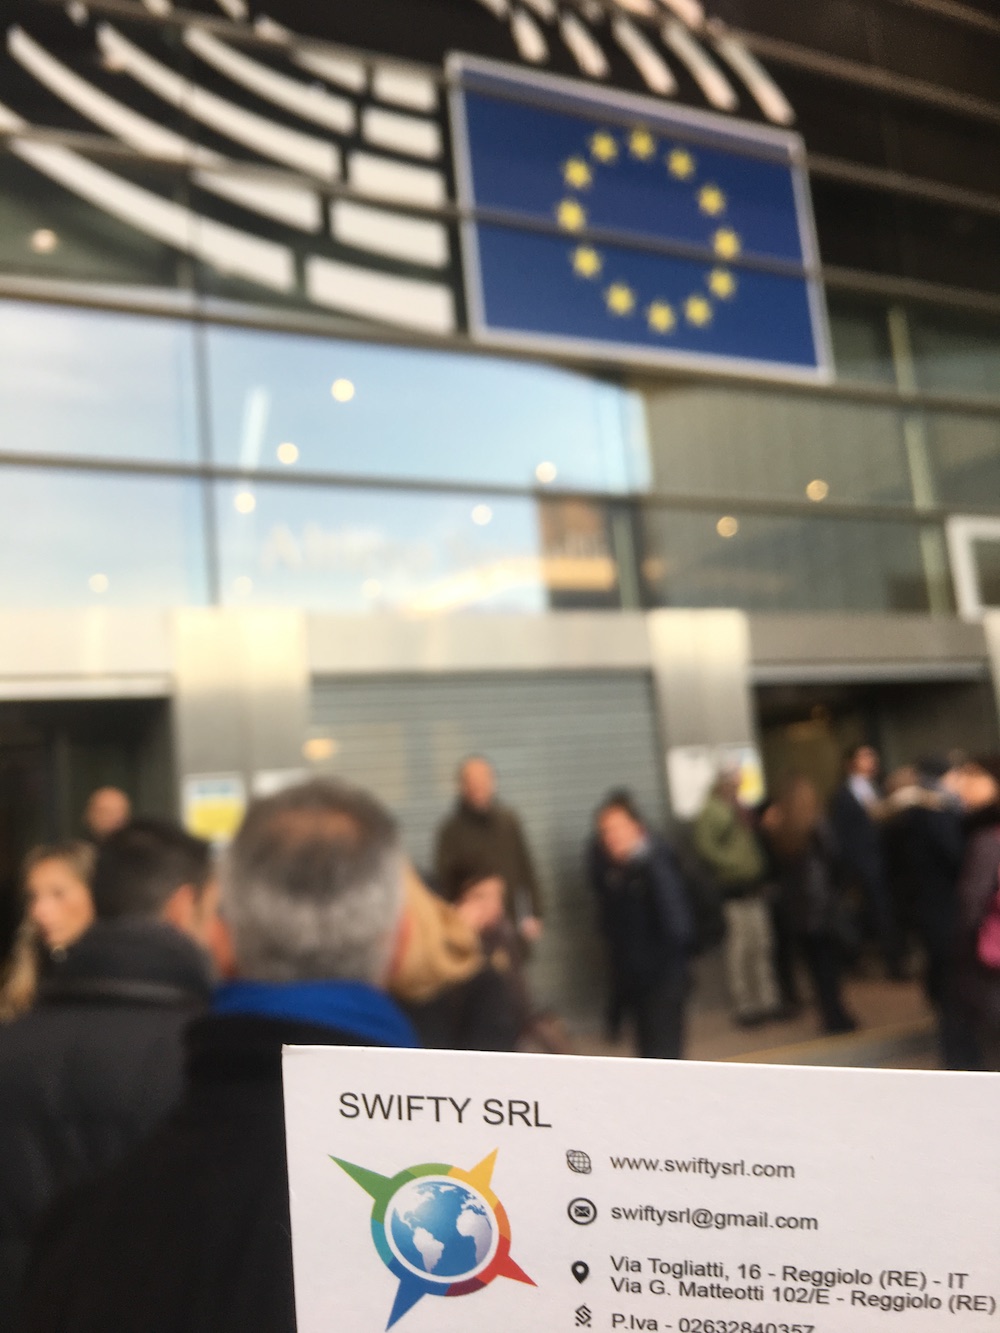 SWIFTY SRL
www.swiftysrl.com
swiftysrl@gmail.com
Via Togliatti, 16 - Reggiolo (RE) - IT
Via G. Matteotti 102/E - Reggiolo (RE)
P.Iva - 02632840357